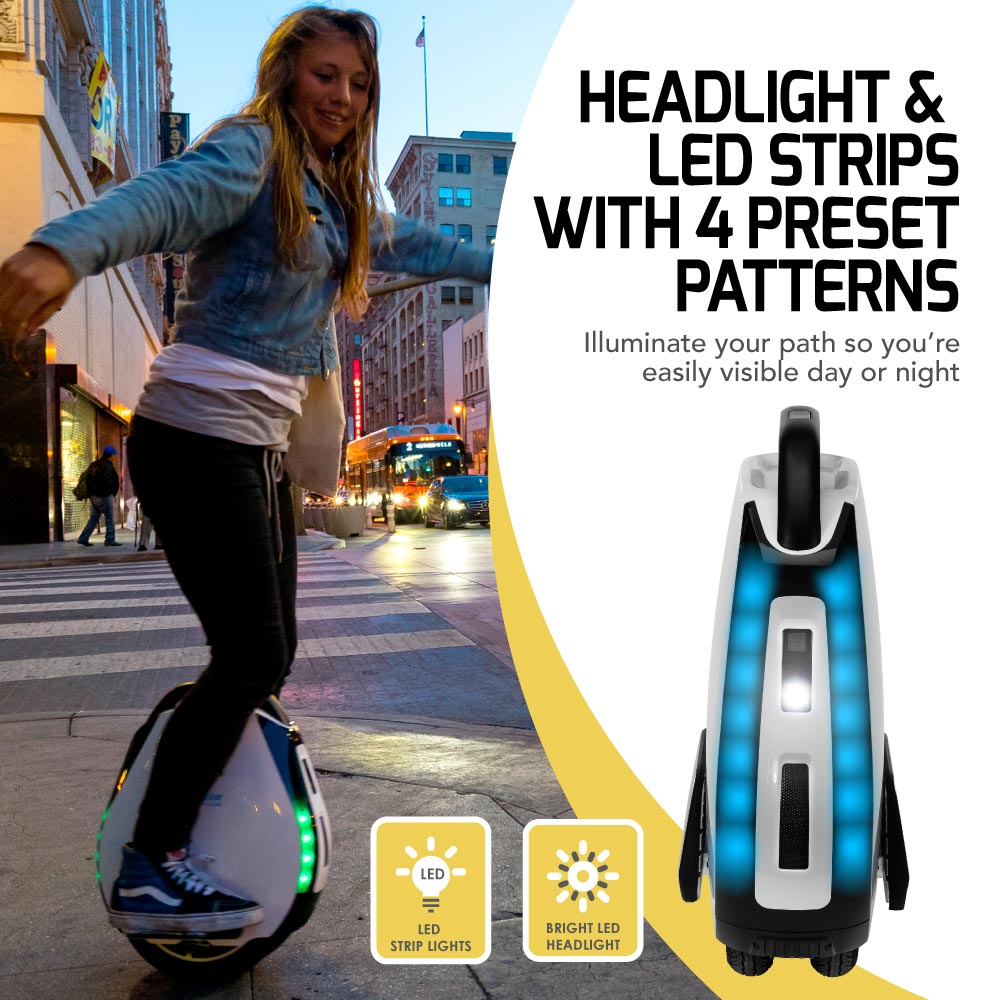 HEADLIGHT &
LED STRIPS
WITH 4 PRESET
PATTERNS
Illuminate your path so you're
easily visible day or night
LED
LED
STRIP LIGHTS
BRIGHT LED
HEADLIGHT
2